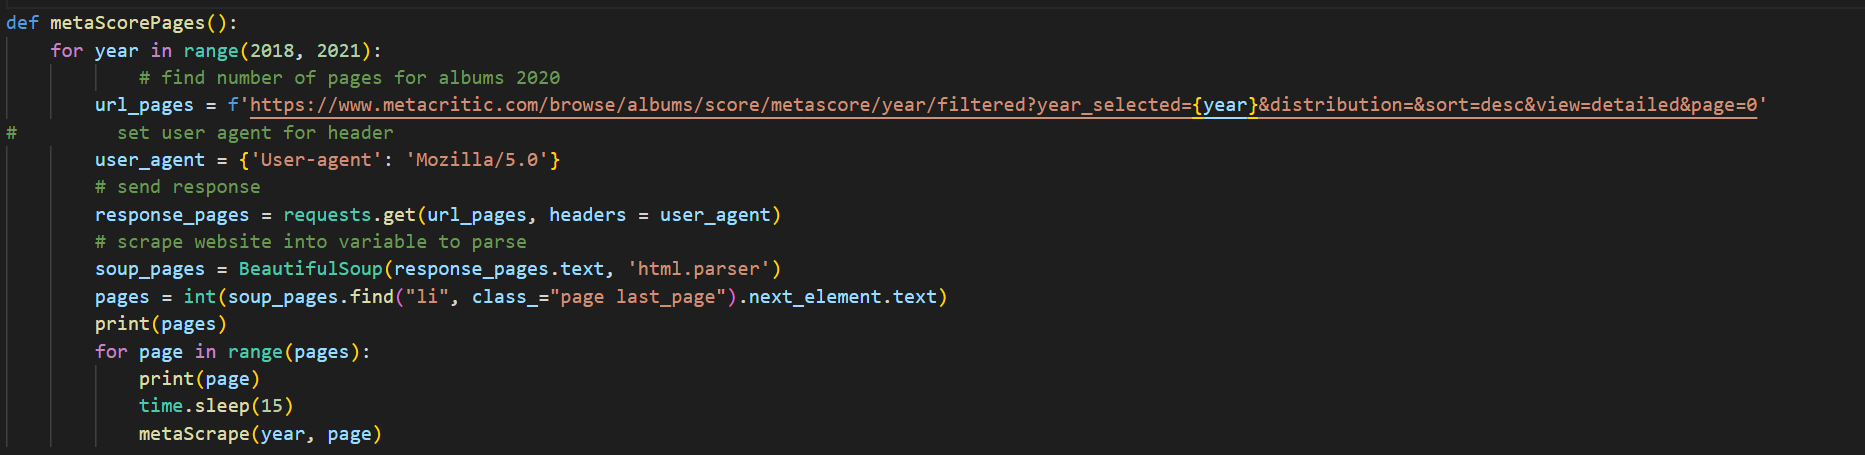 def metaScorePages():
    for year in range(2018, 2021):
            # find number of pages for albums 2020
        url_pages = f'https://www.metacritic.com/browse/albums/score/metascore/year/filtered?year_selected={year}&distribution=&sort=desc&view=detailed&page=0'
#         set user agent for header
        user_agent = {'User-agent': 'Mozilla/5.0'}
        # send response
        response_pages = requests.get(url_pages, headers = user_agent)
        # scrape website into variable to parse
        soup_pages = BeautifulSoup(response_pages.text, 'html.parser')
        pages = int(soup_pages.find("li", class_="page last_page").next_element.text)
        print(pages)
        for page in range(pages):
            print(page)
            time.sleep(15)
            metaScrape(year, page)